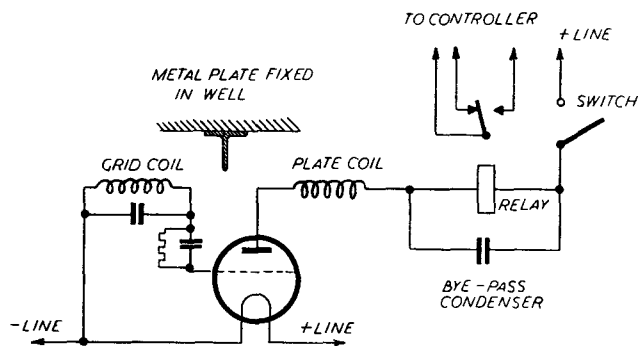 TO CONTROLLER
+ LINE
METAL PLATE FIXED
IN WELL
SWITCH
GRID COIL
PLATE COIL
RELAY
BYE-PASS
CONDENSER
-LINE
+LINE